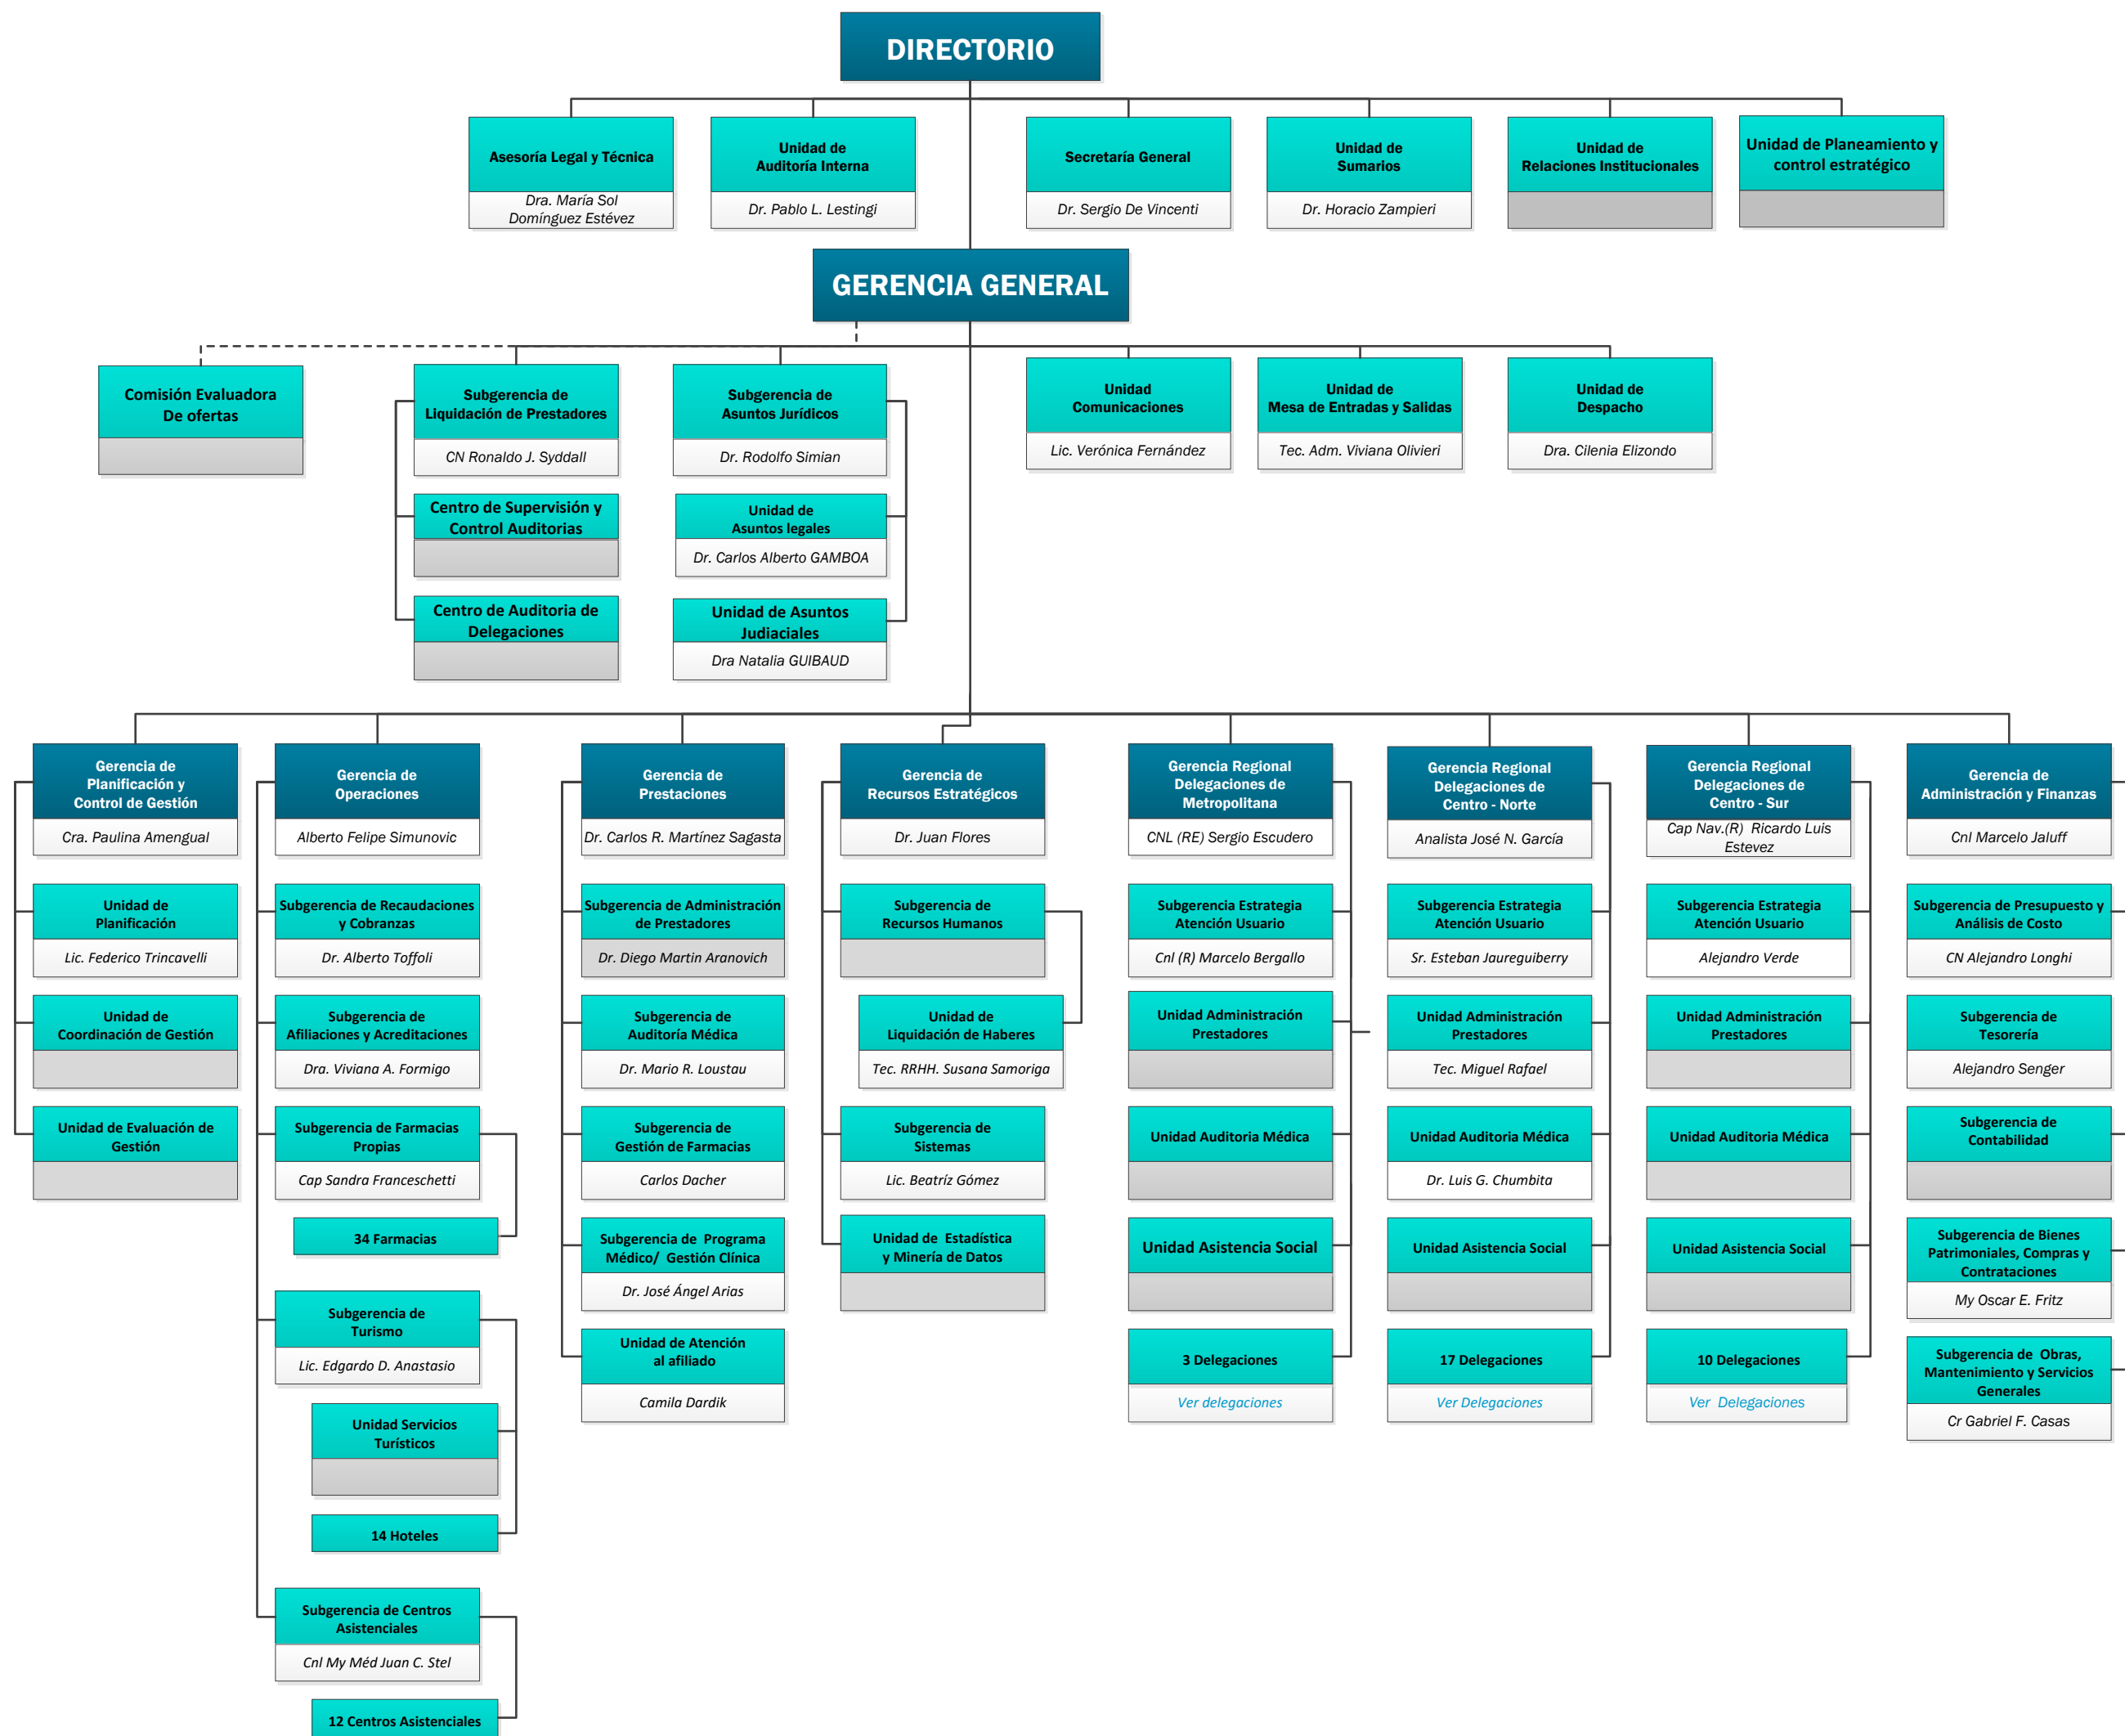 DIRECTORIO
Asesoría Legal y Técnica
Dra. María Sol
Domínguez Estévez
Unidad de
Auditoría Interna
Dr. Pablo L. Lestingi
Secretaría General
Dr. Sergio De Vincenti
Unidad de
Sumarios
Dr. Horacio Zampieri
Unidad de
Relaciones Institucionales
Unidad de Planeamiento y
control estratégico
GERENCIA GENERAL
Comisión Evaluadora
De ofertas
Subgerencia de
Liquidación de Prestadores
CN Ronaldo J. Syddall
Centro de Supervisión y
Control Auditorias
Centro de Auditoria de
Delegaciones
Subgerencia de
Asuntos Jurídicos
Dr. Rodolfo Simian
Unidad de
Asuntos legales
Dr. Carlos Alberto GAMBOA
Unidad de Asuntos
Judiaciales
Dra Natalia GUIBAUD
Unidad
Comunicaciones
Lic. Verónica Fernández
Unidad de
Mesa de Entradas y Salidas
Tec. Adm. Viviana Olivieri
Unidad de
Despacho
Dra. Cilenia Elizondo
Gerencia de
Planificación y
Control de Gestión
Cra. Paulina Amengual
Unidad de
Planificación
Lic. Federico Trincavelli
Unidad de
Coordinación de Gestión
Unidad de Evaluación de
Gestión
Gerencia de
Operaciones
Alberto Felipe Simunovic
Subgerencia de Recaudaciones
y Cobranzas
Dr. Alberto Toffoli
Subgerencia de
Afiliaciones y Acreditaciones
Dra. Viviana A. Formigo
Subgerencia de Farmacias
Propias
Cap Sandra Franceschetti
34 Farmacias
Subgerencia de
Turismo
Lic. Edgardo D. Anastasio
Unidad Servicios
Turísticos
14 Hoteles
Subgerencia de Centros
Asistenciales
Cnl My Méd Juan C. Stel
12 Centros Asistenciales
Gerencia de
Prestaciones
Dr. Carlos R. Martínez Sagasta
Subgerencia de Administración
de Prestadores
Dr. Diego Martin Aranovich
Subgerencia de
Auditoría Médica
Dr. Mario R. Loustau
Subgerencia de
Gestión de Farmacias
Carlos Dacher
Subgerencia de Programa
Médico/ Gestión Clínica
Dr. José Ángel Arias
Unidad de Atención
al afiliado
Camila Dardik
Gerencia de
Recursos Estratégicos
Dr. Juan Flores
Subgerencia de
Recursos Humanos
Unidad de
Liquidación de Haberes
Tec. RRHH. Susana Samoriga
Subgerencia de
Sistemas
Lic. Beatríz Gómez
Unidad de Estadística
y Minería de Datos
Gerencia Regional
Delegaciones de
Metropolitana
CNL (RE) Sergio Escudero
Subgerencia Estrategia
Atención Usuario
Cnl (R) Marcelo Bergallo
Unidad Administración
Prestadores
Unidad Auditoria Médica
Unidad Asistencia Social
3 Delegaciones
Ver delegaciones
Gerencia Regional
Delegaciones de
Centro - Norte
Analista José N. García
Subgerencia Estrategia
Atención Usuario
Sr. Esteban Jaureguiberry
Unidad Administración
Prestadores
Tec. Miguel Rafael
Unidad Auditoria Médica
Dr. Luis G. Chumbita
Unidad Asistencia Social
17 Delegaciones
Ver Delegaciones
Gerencia Regional
Delegaciones de
Centro - Sur
Cap Nav.(R) Ricardo Luis
Estevez
Subgerencia Estrategia
Atención Usuario
Alejandro Verde
Unidad Administración
Prestadores
Unidad Auditoria Médica
Unidad Asistencia Social
10 Delegaciones
Ver Delegaciones
Gerencia de
Administración y Finanzas
Cnl Marcelo Jaluff
Subgerencia de Presupuesto y
Análisis de Costo
CN Alejandro Longhi
Subgerencia de
Tesorería
Alejandro Senger
Subgerencia de
Contabilidad
Subgerencia de Bienes
Patrimoniales, Compras y
Contrataciones
My Oscar E. Fritz
Subgerencia de Obras,
Mantenimiento y Servicios
Generales
Cr Gabriel F. Casas